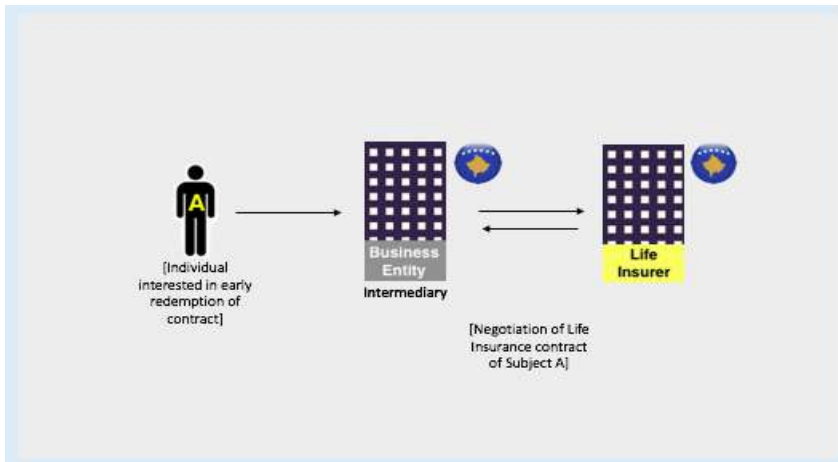 A
[Individual
interested in early
redemption of
contract]
Business
Entity
Intermediary
[Negotiation of Life
Insurance contract
of Subject A]
Life
Insurer